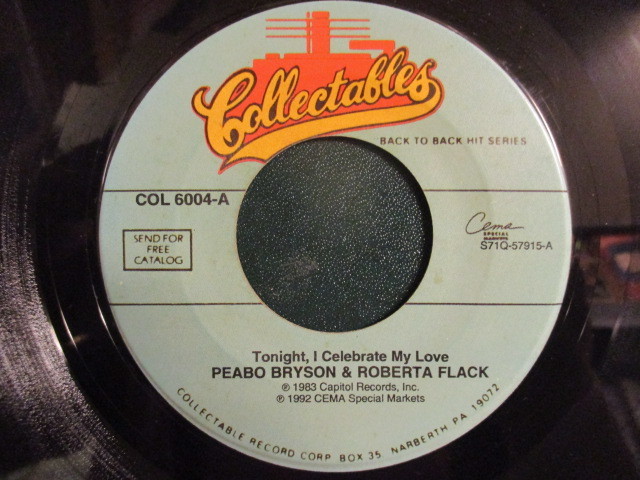 Collectables
BACK TO BACK HIT SERIES
COL 6004-A
Cema
SPECIAL
MARKETS
S71Q-57915-A
SEND FOR
FREE
CATALOG
Tonight, I Celebrate My Love
PEABO BRYSON & ROBERTA FLACK
℗ 1983 Capitol Records, Inc.
℗ 1992 CEMA Special Markets
COLLECTABLE RECORD CORP. BOX 35 NARBERTH PA 19072